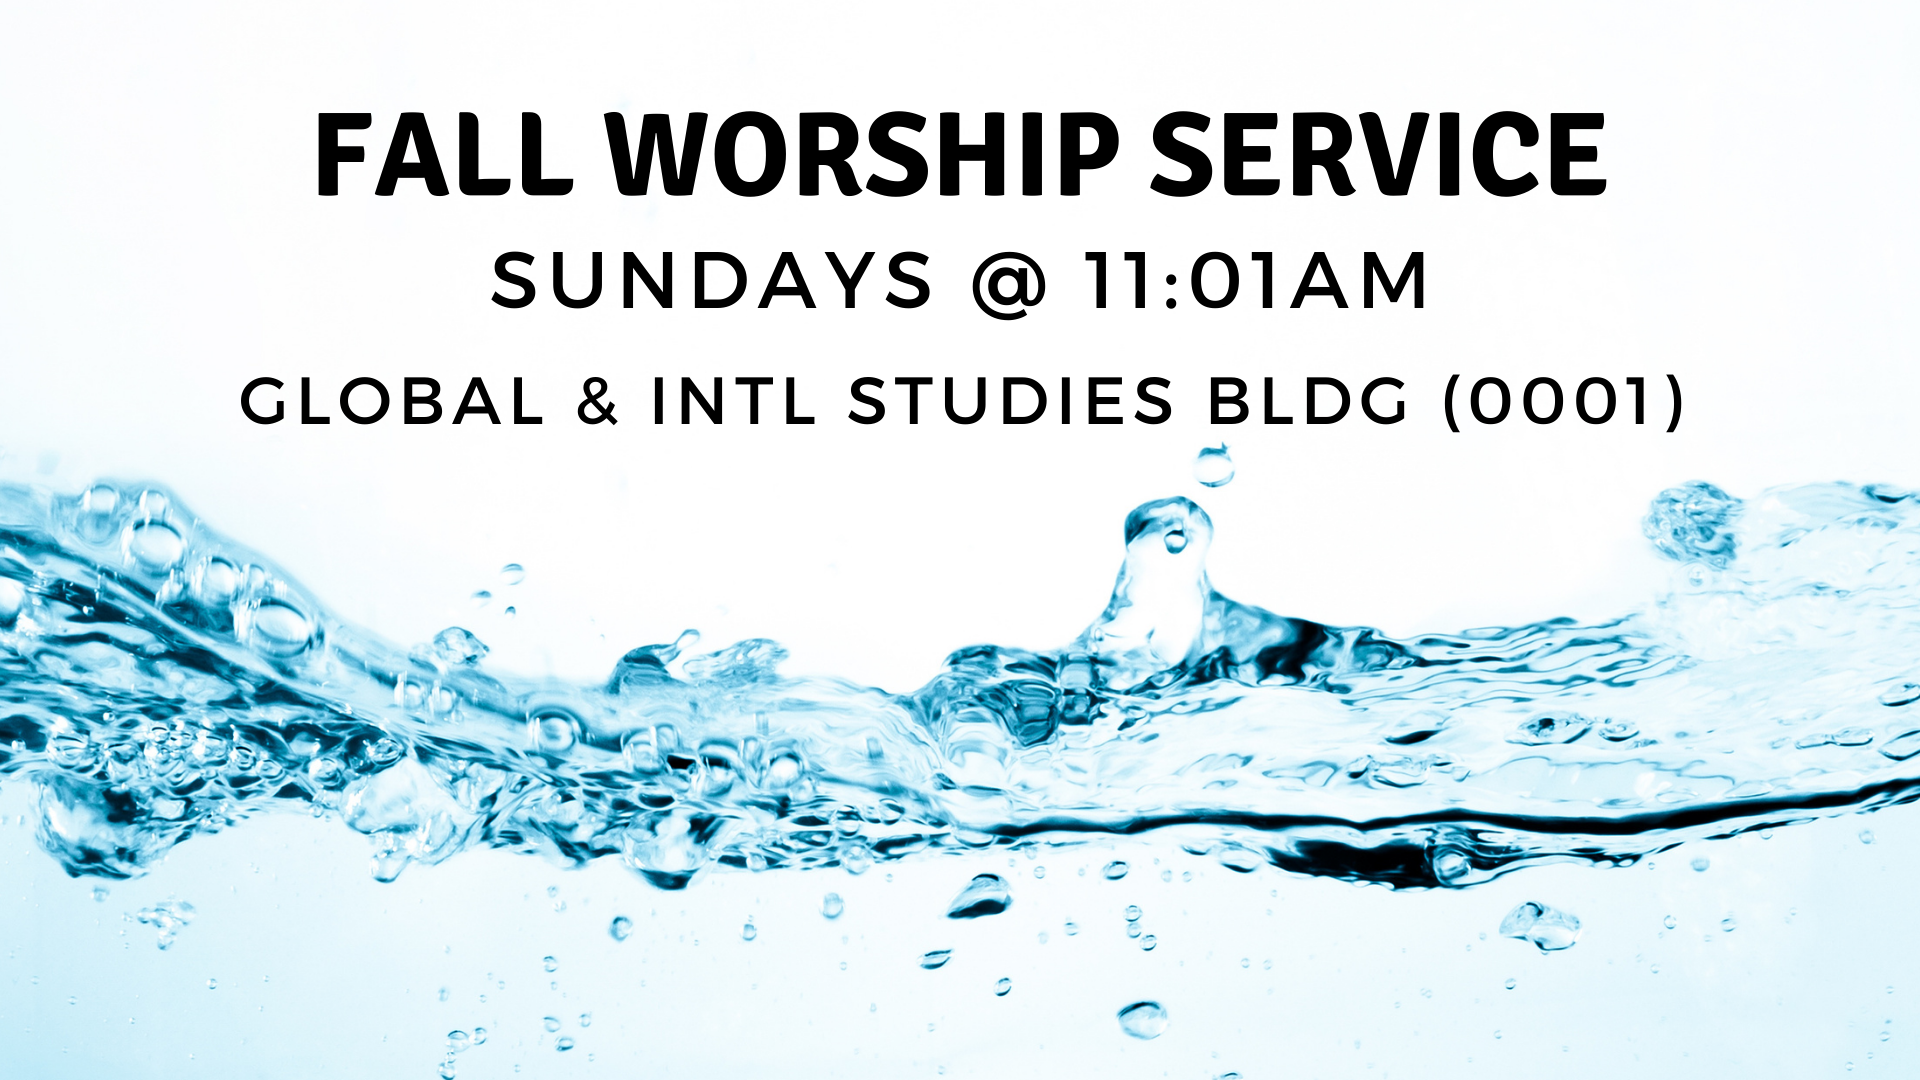 FALL WORSHIP SERVICE
SUNDAYS @ 11:01AM
GLOBAL & INTL STUDIES BLDG (0001)